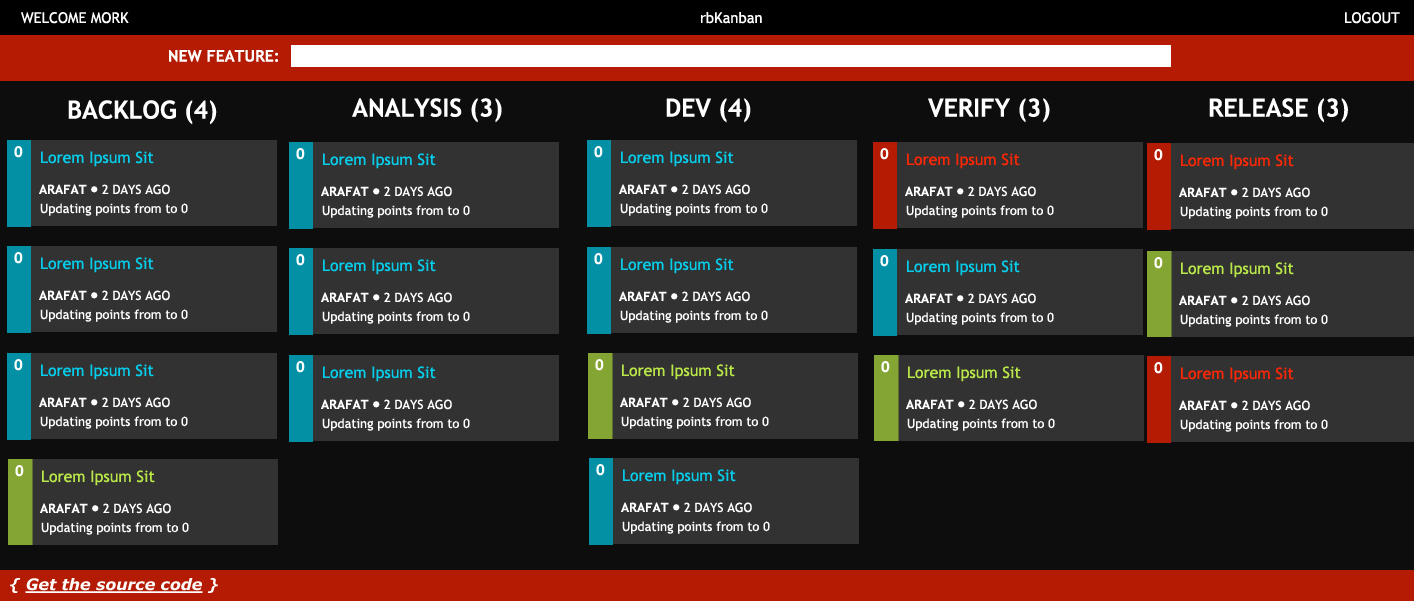 WELCOME MORK
rbKanban
LOGOUT
NEW FEATURE:
BACKLOG (4)
0
Lorem Ipsum Sit
ARAFAT ● 2 DAYS AGO
Updating points from to 0
0
Lorem Ipsum Sit
ARAFAT ● 2 DAYS AGO
Updating points from to 0
0
Lorem Ipsum Sit
ARAFAT ● 2 DAYS AGO
Updating points from to 0
0
Lorem Ipsum Sit
ARAFAT ● 2 DAYS AGO
Updating points from to 0
ANALYSIS (3)
0
Lorem Ipsum Sit
ARAFAT ● 2 DAYS AGO
Updating points from to 0
0
Lorem Ipsum Sit
ARAFAT ● 2 DAYS AGO
Updating points from to 0
0
Lorem Ipsum Sit
ARAFAT ● 2 DAYS AGO
Updating points from to 0
DEV (4)
0
Lorem Ipsum Sit
ARAFAT ● 2 DAYS AGO
Updating points from to 0
0
Lorem Ipsum Sit
ARAFAT ● 2 DAYS AGO
Updating points from to 0
0
Lorem Ipsum Sit
ARAFAT ● 2 DAYS AGO
Updating points from to 0
0
Lorem Ipsum Sit
ARAFAT ● 2 DAYS AGO
Updating points from to 0
VERIFY (3)
0
Lorem Ipsum Sit
ARAFAT ● 2 DAYS AGO
Updating points from to 0
0
Lorem Ipsum Sit
ARAFAT ● 2 DAYS AGO
Updating points from to 0
0
Lorem Ipsum Sit
ARAFAT ● 2 DAYS AGO
Updating points from to 0
RELEASE (3)
0
Lorem Ipsum Sit
ARAFAT ● 2 DAYS AGO
Updating points from to 0
0
Lorem Ipsum Sit
ARAFAT ● 2 DAYS AGO
Updating points from to 0
0
Lorem Ipsum Sit
ARAFAT ● 2 DAYS AGO
Updating points from to 0
{ Get the source code }